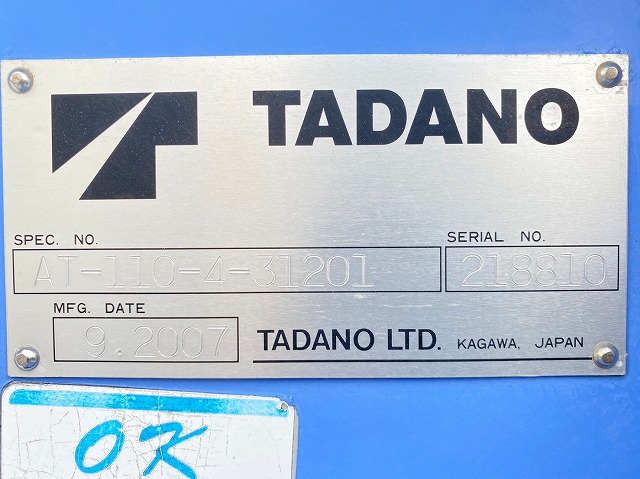 TADANO
SPEC. NO.
AT-110-4-31201
SERIAL NO.
218810
MFG. DATE
9.2007
TADANO LTD. KAGAWA, JAPAN
OK